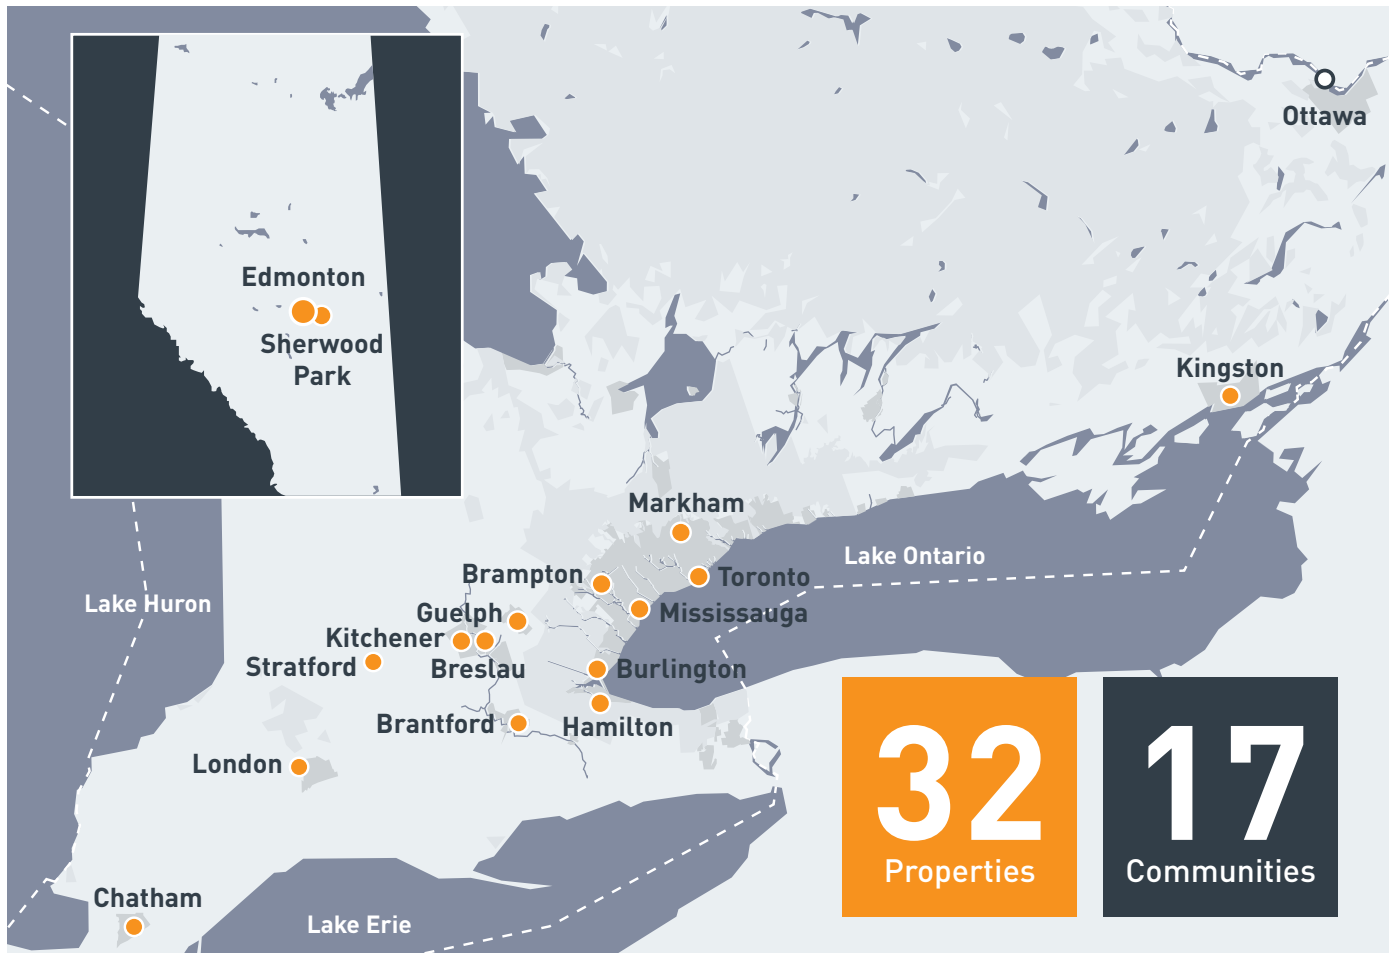 Ottawa
Edmonton
Sherwood
Park
Kingston
Markham
Lake Ontario
Brampton
Toronto
Lake Huron
Guelph
Mississauga
Kitchener
Stratford
Breslau
Burlington
Brantford
Hamilton
London
32
Properties
17
Communities
Chatham
Lake Erie